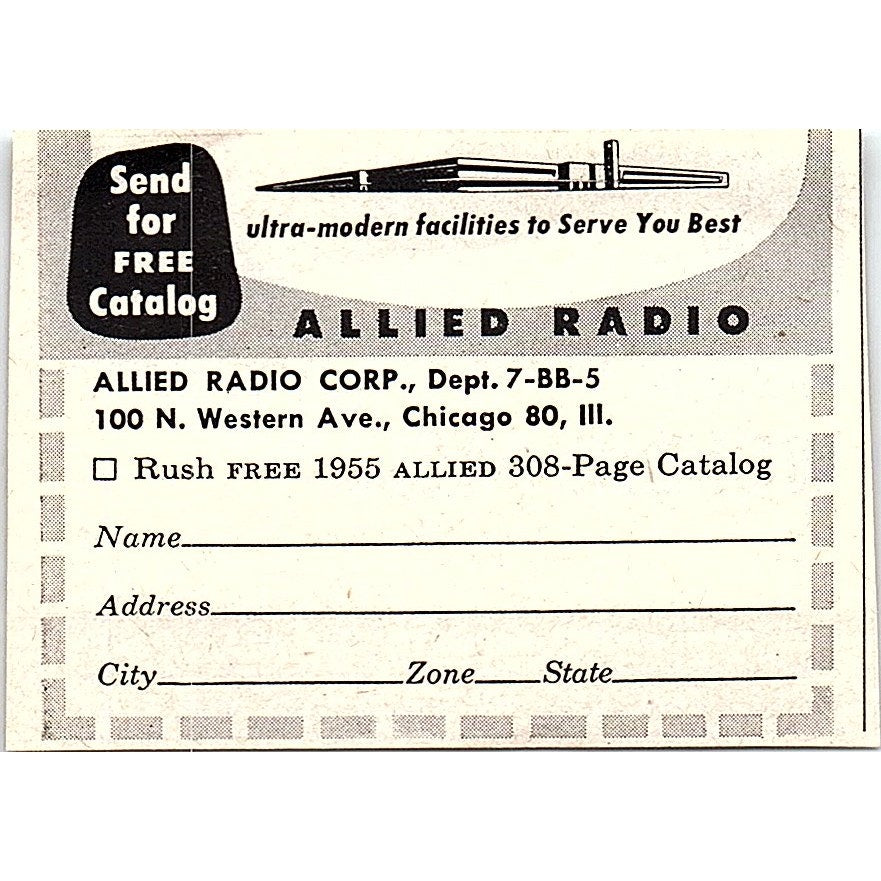 Send
for
FREE
Catalog
ultra-modern facilities to Serve You Best
ALLIED RADIO
ALLIED RADIO CORP., Dept. 7-BB-5
100 N. Western Ave., Chicago 80, Ill.
Rush FREE 1955 ALLIED 308-Page Catalog
Name
Address
City Zone State